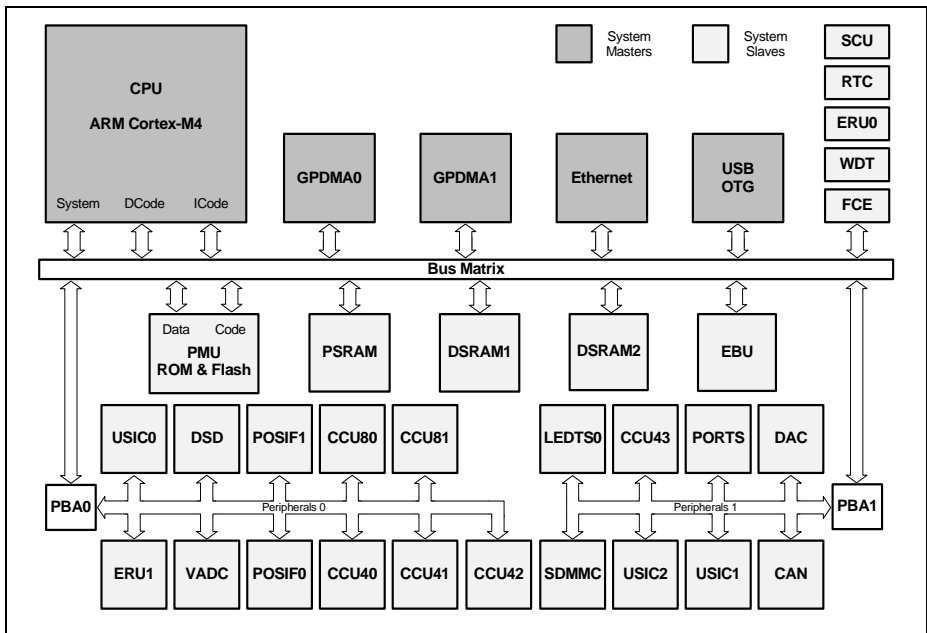 System
Masters
System
Slaves
SCU
CPU
ARM Cortex-M4
RTC
ERU0
WDT
FCE
GPDMA0
GPDMA1
Ethernet
USB
OTG
System
DCode
ICode
Bus Matrix
Data
Code
PMU
ROM & Flash
PSRAM
DSRAM1
DSRAM2
EBU
USIC0
DSD
POSIF1
CCU80
CCU81
LEDTS0
CCU43
PORTS
DAC
PBA0
Peripherals 0
Peripherals 1
PBA1
ERU1
VADC
POSIF0
CCU40
CCU41
CCU42
SDMMC
USIC2
USIC1
CAN